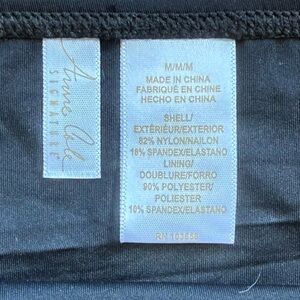 Anne Cole
SIGNATURE
M/M/M
MADE IN CHINA
FABRIQUÉ EN CHINE
HECHO EN CHINA
SHELL/
EXTÉRIEUR/EXTERIOR
82% NYLON/NAILON
18% SPANDEX/ELASTANO
LINING/
DOUBLURE/FORRO
90% POLYESTER/
POLIESTER
10% SPANDEX/ELASTANO